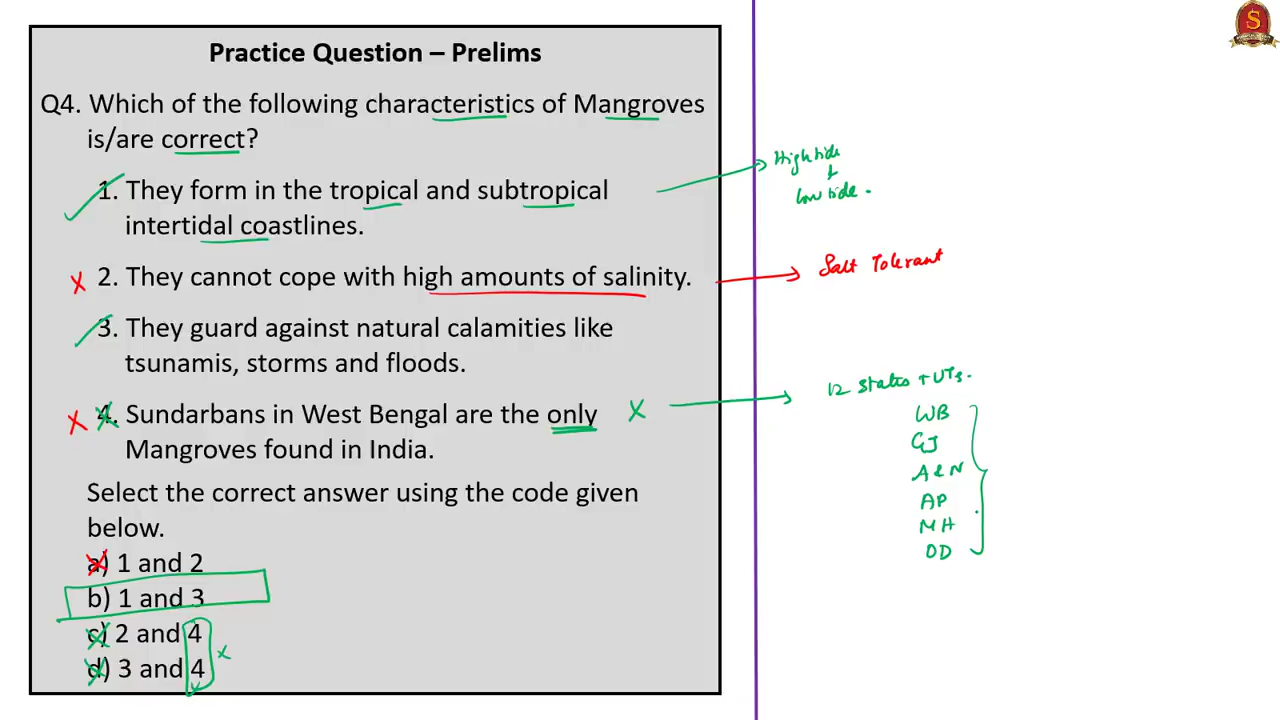 Practice Question – Prelims
Q4. Which of the following characteristics of Mangroves
is/are correct?
1. They form in the tropical and subtropical
intertidal coastlines.
2. They cannot cope with high amounts of salinity.
3. They guard against natural calamities like
tsunamis, storms and floods.
4. Sundarbans in West Bengal are the only
Mangroves found in India.
Select the correct answer using the code given
below.
a) 1 and 2
b) 1 and 3
c) 2 and 4
d) 3 and 4
S
High tide
+
Low tide.
Salt Tolerant
12 States + UTs.
WB
GJ
A & N
AP
MH
OD